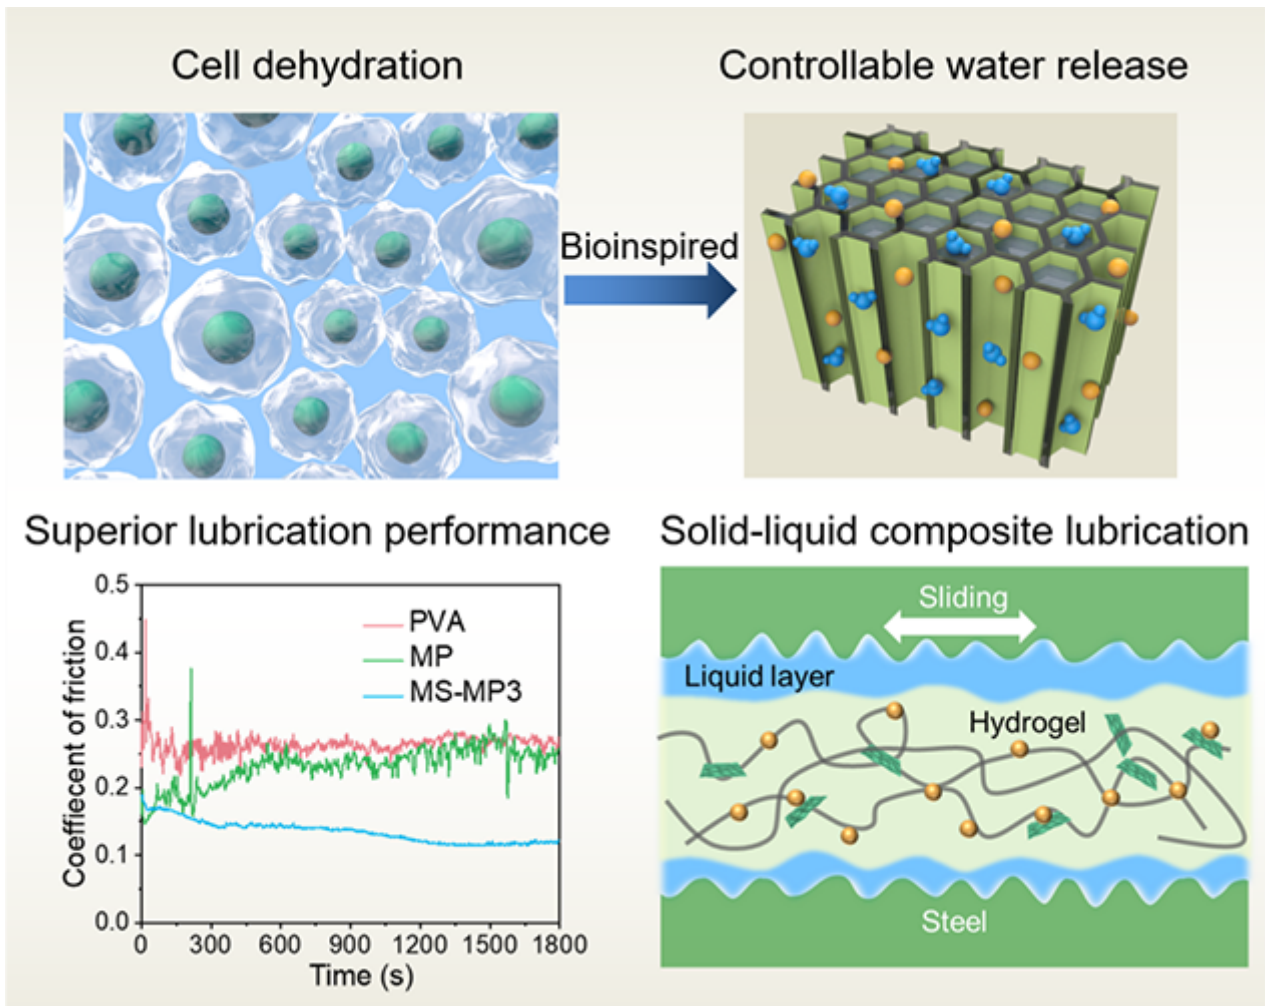 Cell dehydration
Controllable water release
Bioinspired
Superior lubrication performance
0.5
0.4
0.3
0.2
0.1
0.0
Coeffiecent of friction
PVA
MP
MS-MP3
0 300 600 900 1200 1500 1800
Time (s)
Solid-liquid composite lubrication
Sliding
Liquid layer
Hydrogel
Steel